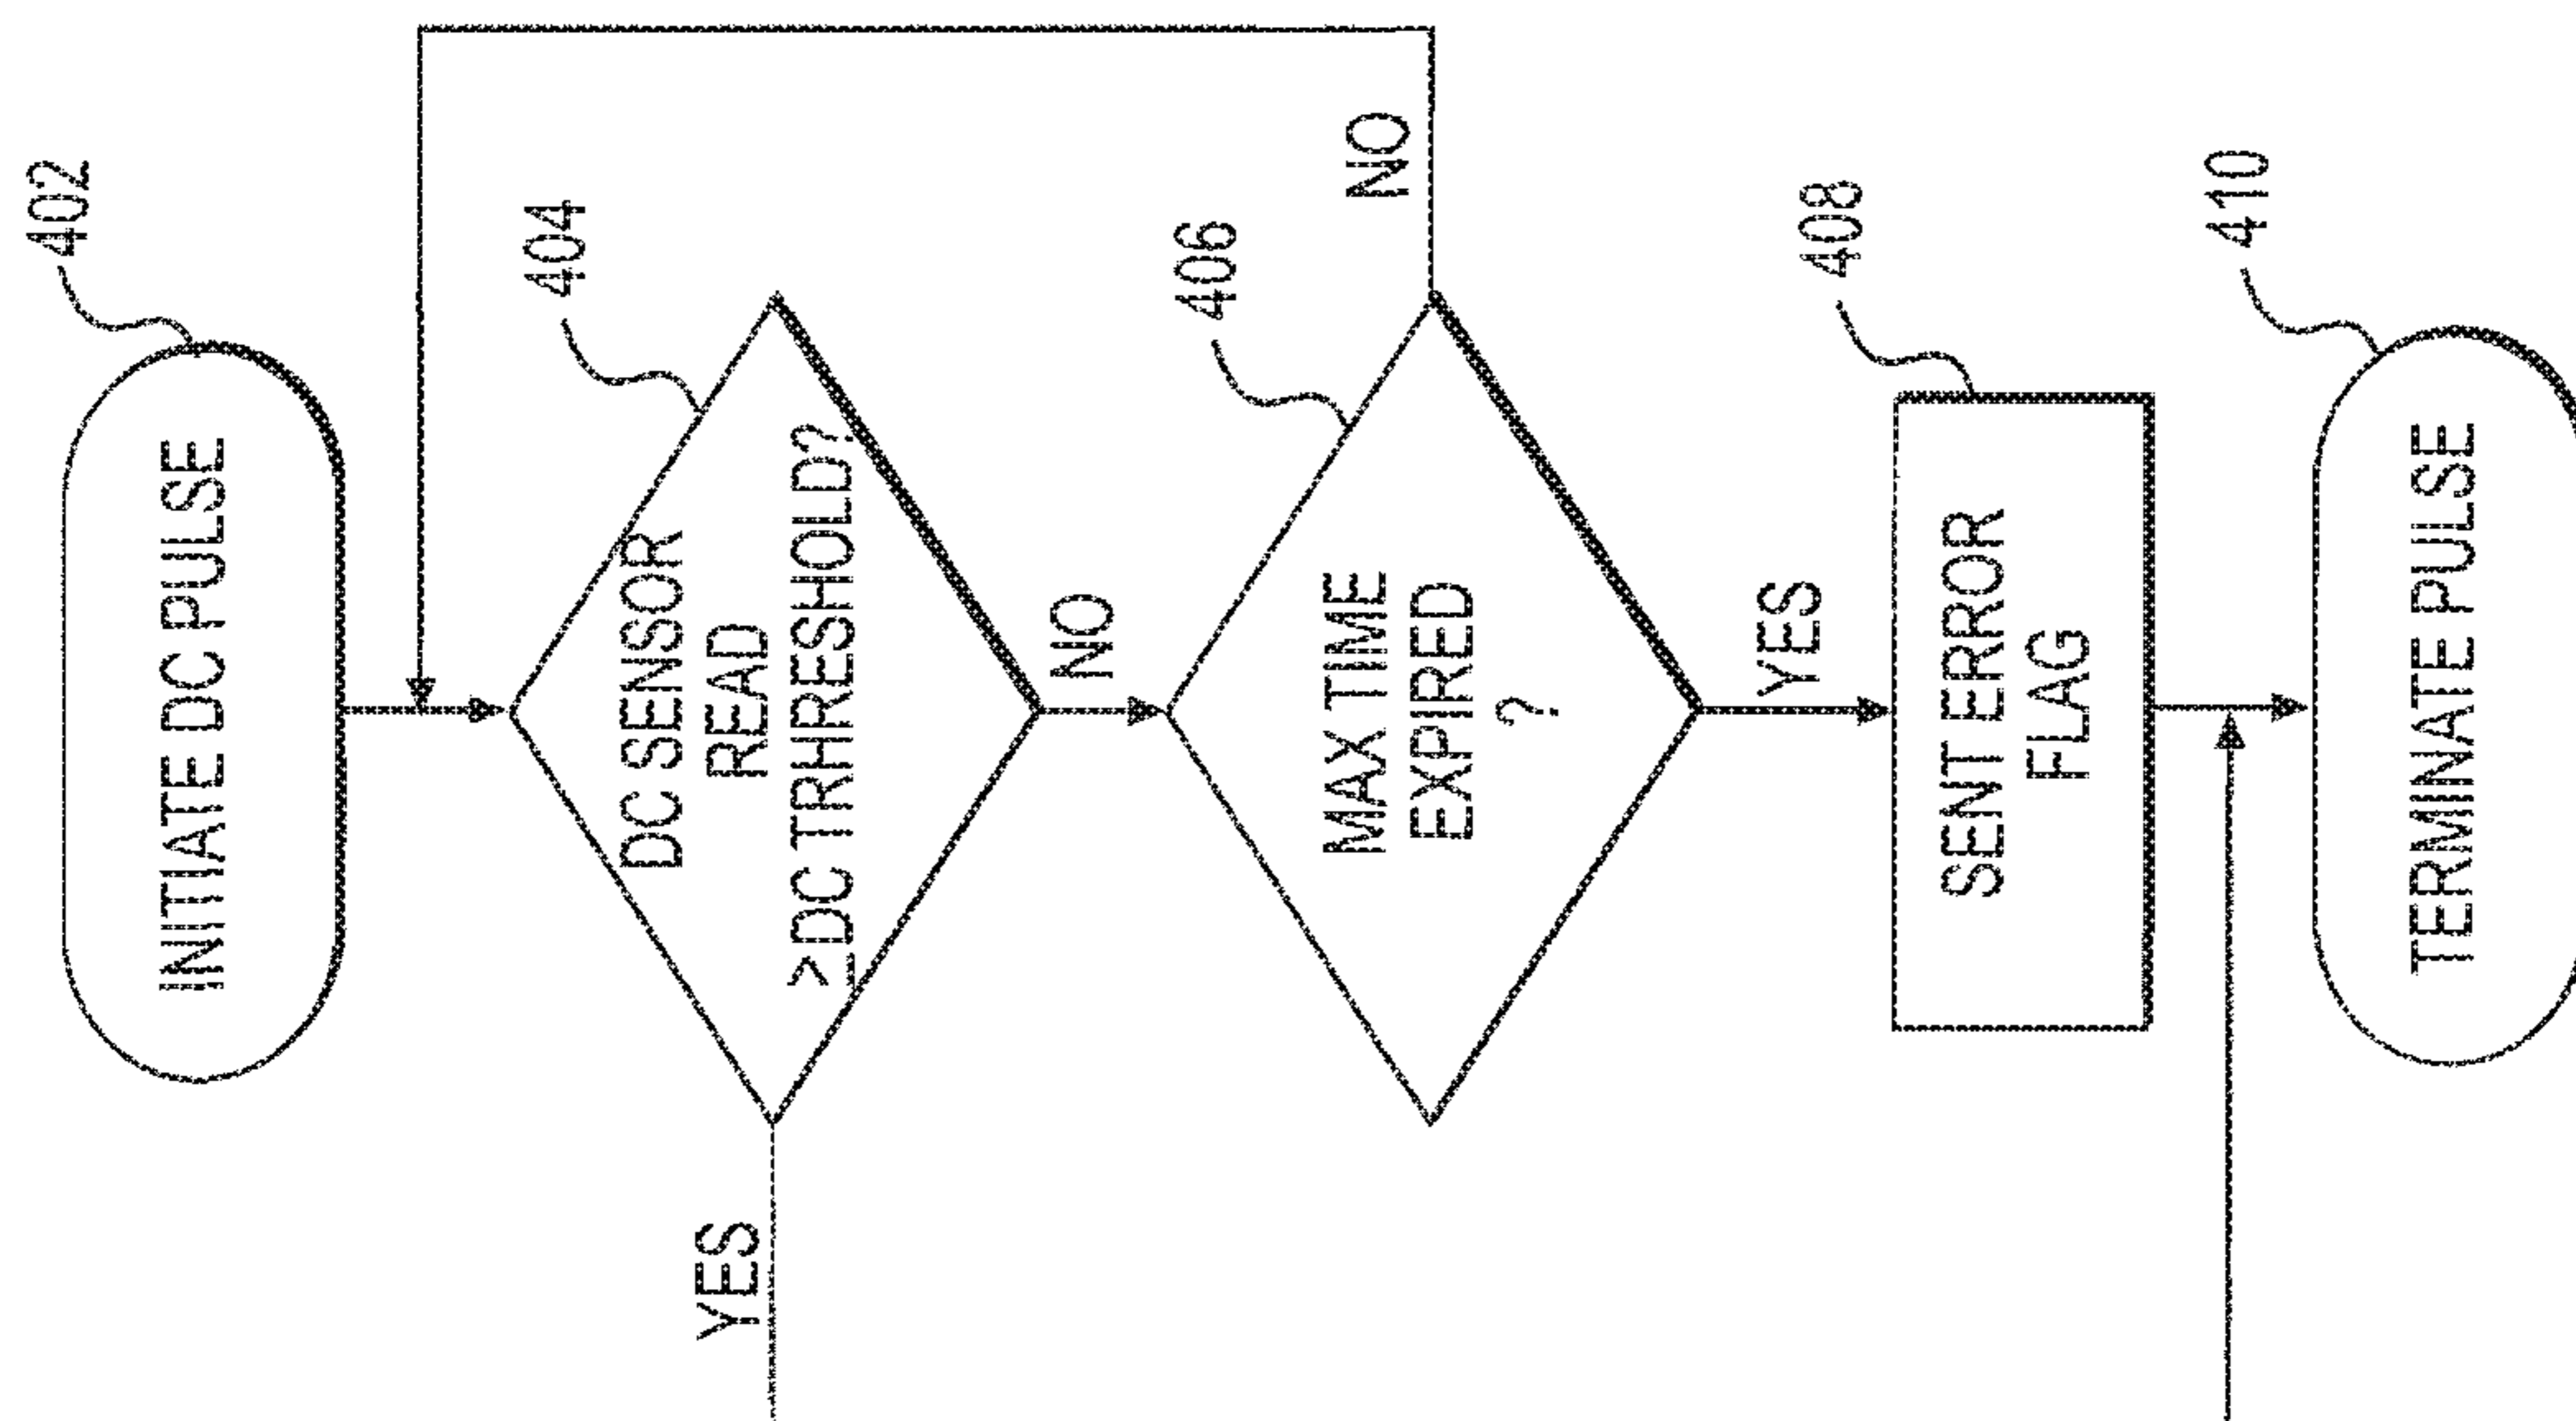 402
INITIATE DC PULSE
404
DC SENSOR
READ
≥DC TRHRESHOLD?
YES
NO
406
MAX TIME
EXPIRED
?
NO
YES
408
SENT ERROR
FLAG
410
TERMINATE PULSE